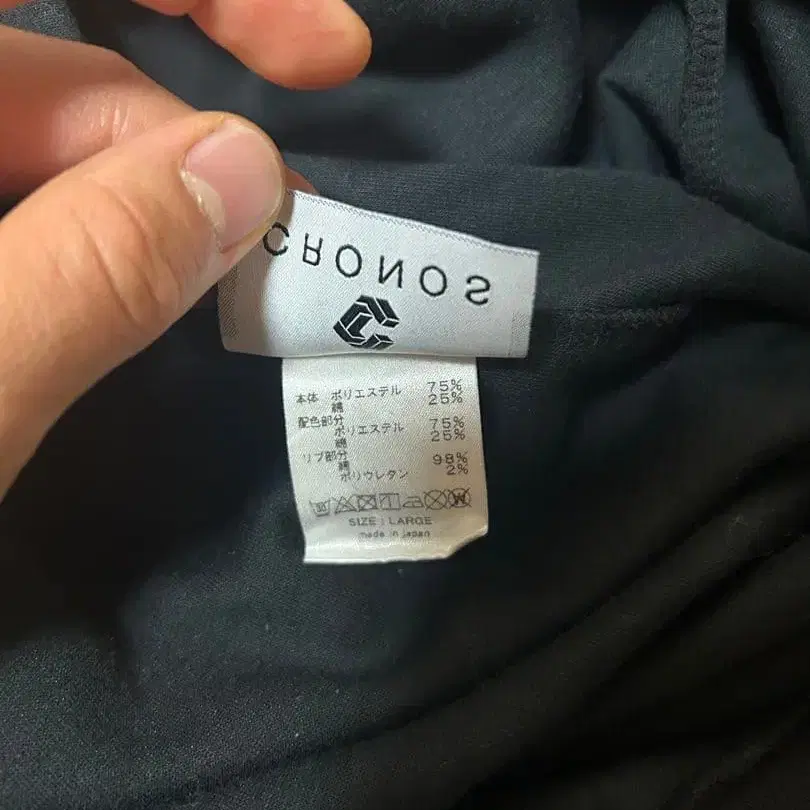 CRONOS
本体 ポリエステル 75%
綿 25%
配色部分
ポリエステル 75%
綿 25%
リブ部分
綿 98%
ポリウレタン 2%
SIZE : LARGE
made in japan